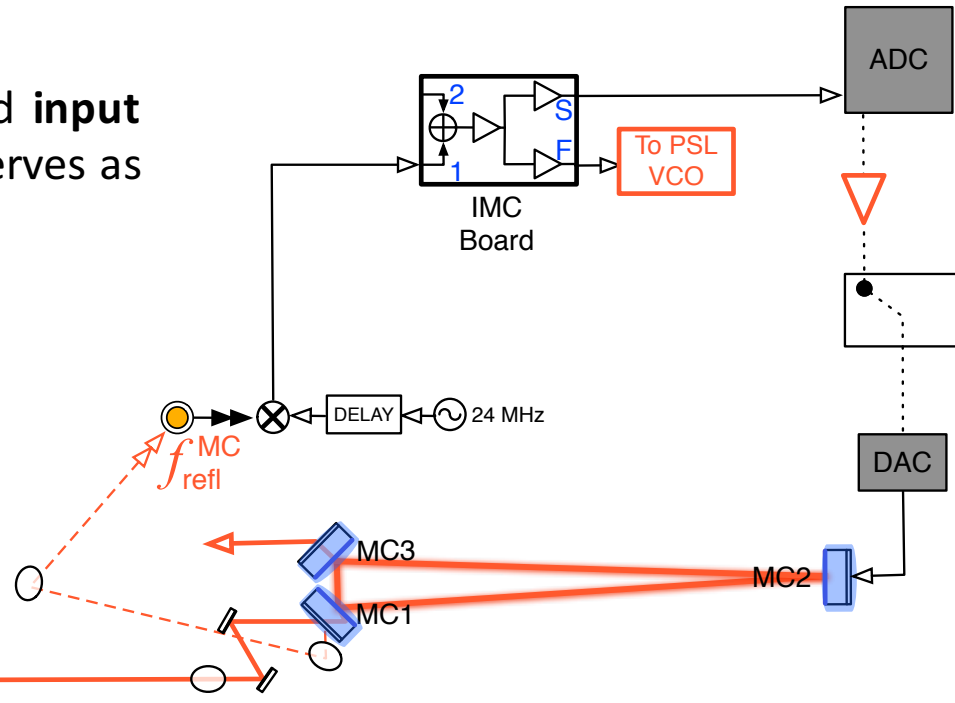 d input
erves as
ADC
2
S
1
F
To PSL
VCO
IMC
Board
DELAY
24 MHz
f MC
refl
DAC
MC3
MC2
MC1